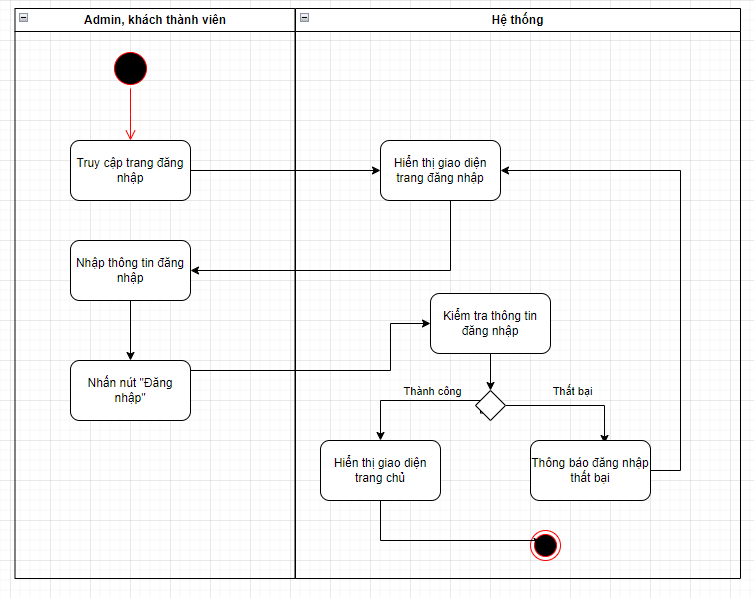 Admin, khách thành viên
Hệ thống
Truy cập trang đăng
nhập
Hiển thị giao diện
trang đăng nhập
Nhập thông tin đăng
nhập
Kiểm tra thông tin
đăng nhập
Nhấn nút "Đăng
nhập"
Thành công
Thất bại
Hiển thị giao diện
trang chủ
Thông báo đăng nhập
thất bại